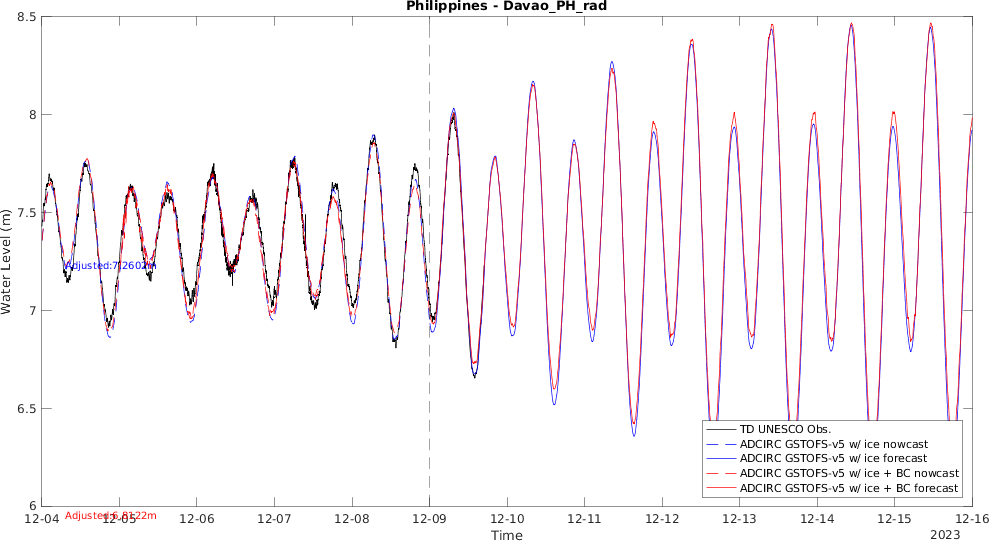 Philippines - Davao_PH_rad
8.5
8
7.5
7
6.5
6
Water Level (m)
Adjusted:7.2602m
Adjusted:6.8122m
TD UNESCO Obs.
ADCIRC GSTOFS-v5 w/ ice nowcast
ADCIRC GSTOFS-v5 w/ ice forecast
ADCIRC GSTOFS-v5 w/ ice + BC nowcast
ADCIRC GSTOFS-v5 w/ ice + BC forecast
12-04 12-05 12-06 12-07 12-08 12-09 12-10 12-11 12-12 12-13 12-14 12-15 12-16
Time
2023